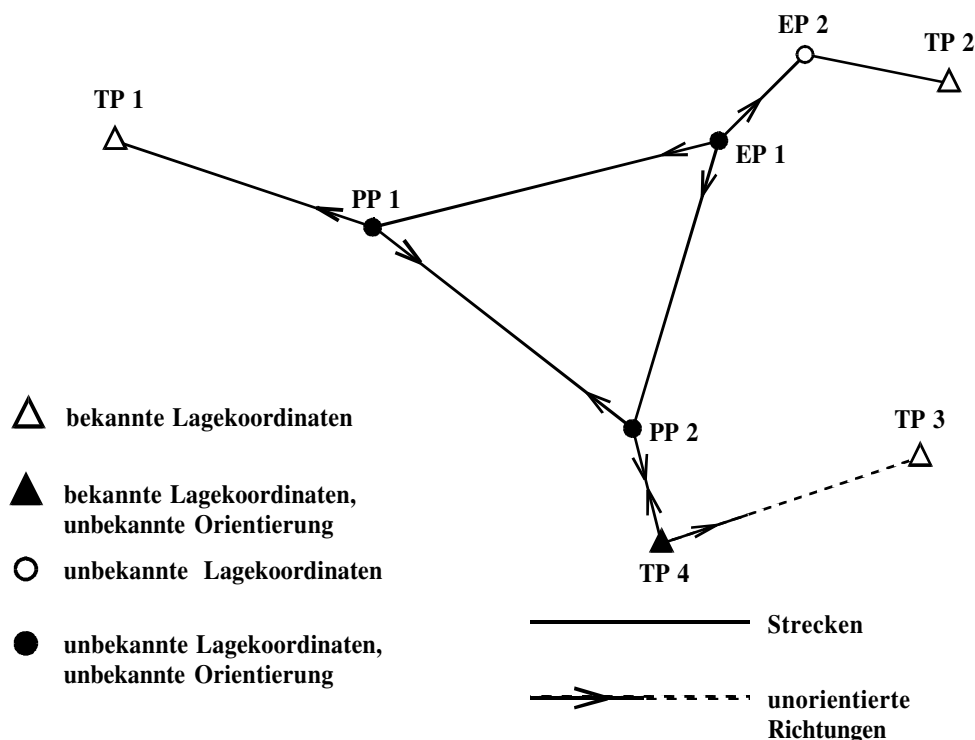 EP 2
TP 2
TP 1
EP 1
PP 1
bekannte Lagekoordinaten
PP 2
TP 3
bekannte Lagekoordinaten,
unbekannte Orientierung
unbekannte Lagekoordinaten
TP 4
unbekannte Lagekoordinaten,
unbekannte Orientierung
Strecken
unorientierte
Richtungen